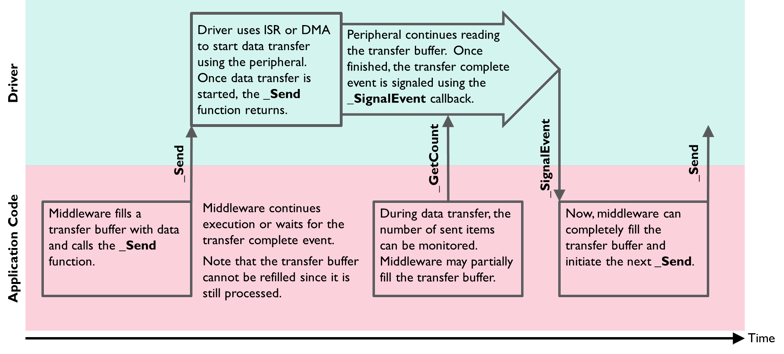 Driver
Driver uses ISR or DMA
to start data transfer
using the peripheral.
Once data transfer is
started, the _Send
function returns.
Peripheral continues reading
the transfer buffer. Once
finished, the transfer complete
event is signaled using the
_SignalEvent callback.
_Send
_GetCount
_SignalEvent
_Send
Application Code
Middleware fills a
transfer buffer with data
and calls the _Send
function.
Middleware continues
execution or waits for the
transfer complete event.
Note that the transfer buffer
cannot be refilled since it is
still processed.
During data transfer, the
number of sent items
can be monitored.
Middleware may partially
fill the transfer buffer.
Now, middleware can
completely fill the
transfer buffer and
initiate the next _Send.
Time